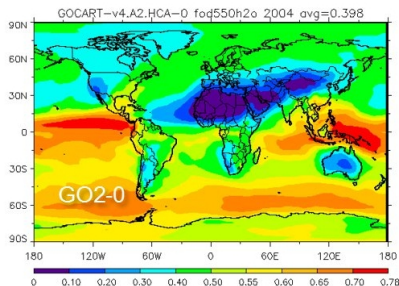 GOCART-v4.A2.HCA-0 fod550h2o 2004 avg=0.398
90N
60N
30N
0
30S
60S
90S
GO2-0
180 120W 60W 0 60E 120E 180
0 0.10 0.20 0.30 0.40 0.50 0.55 0.60 0.65 0.70 0.78